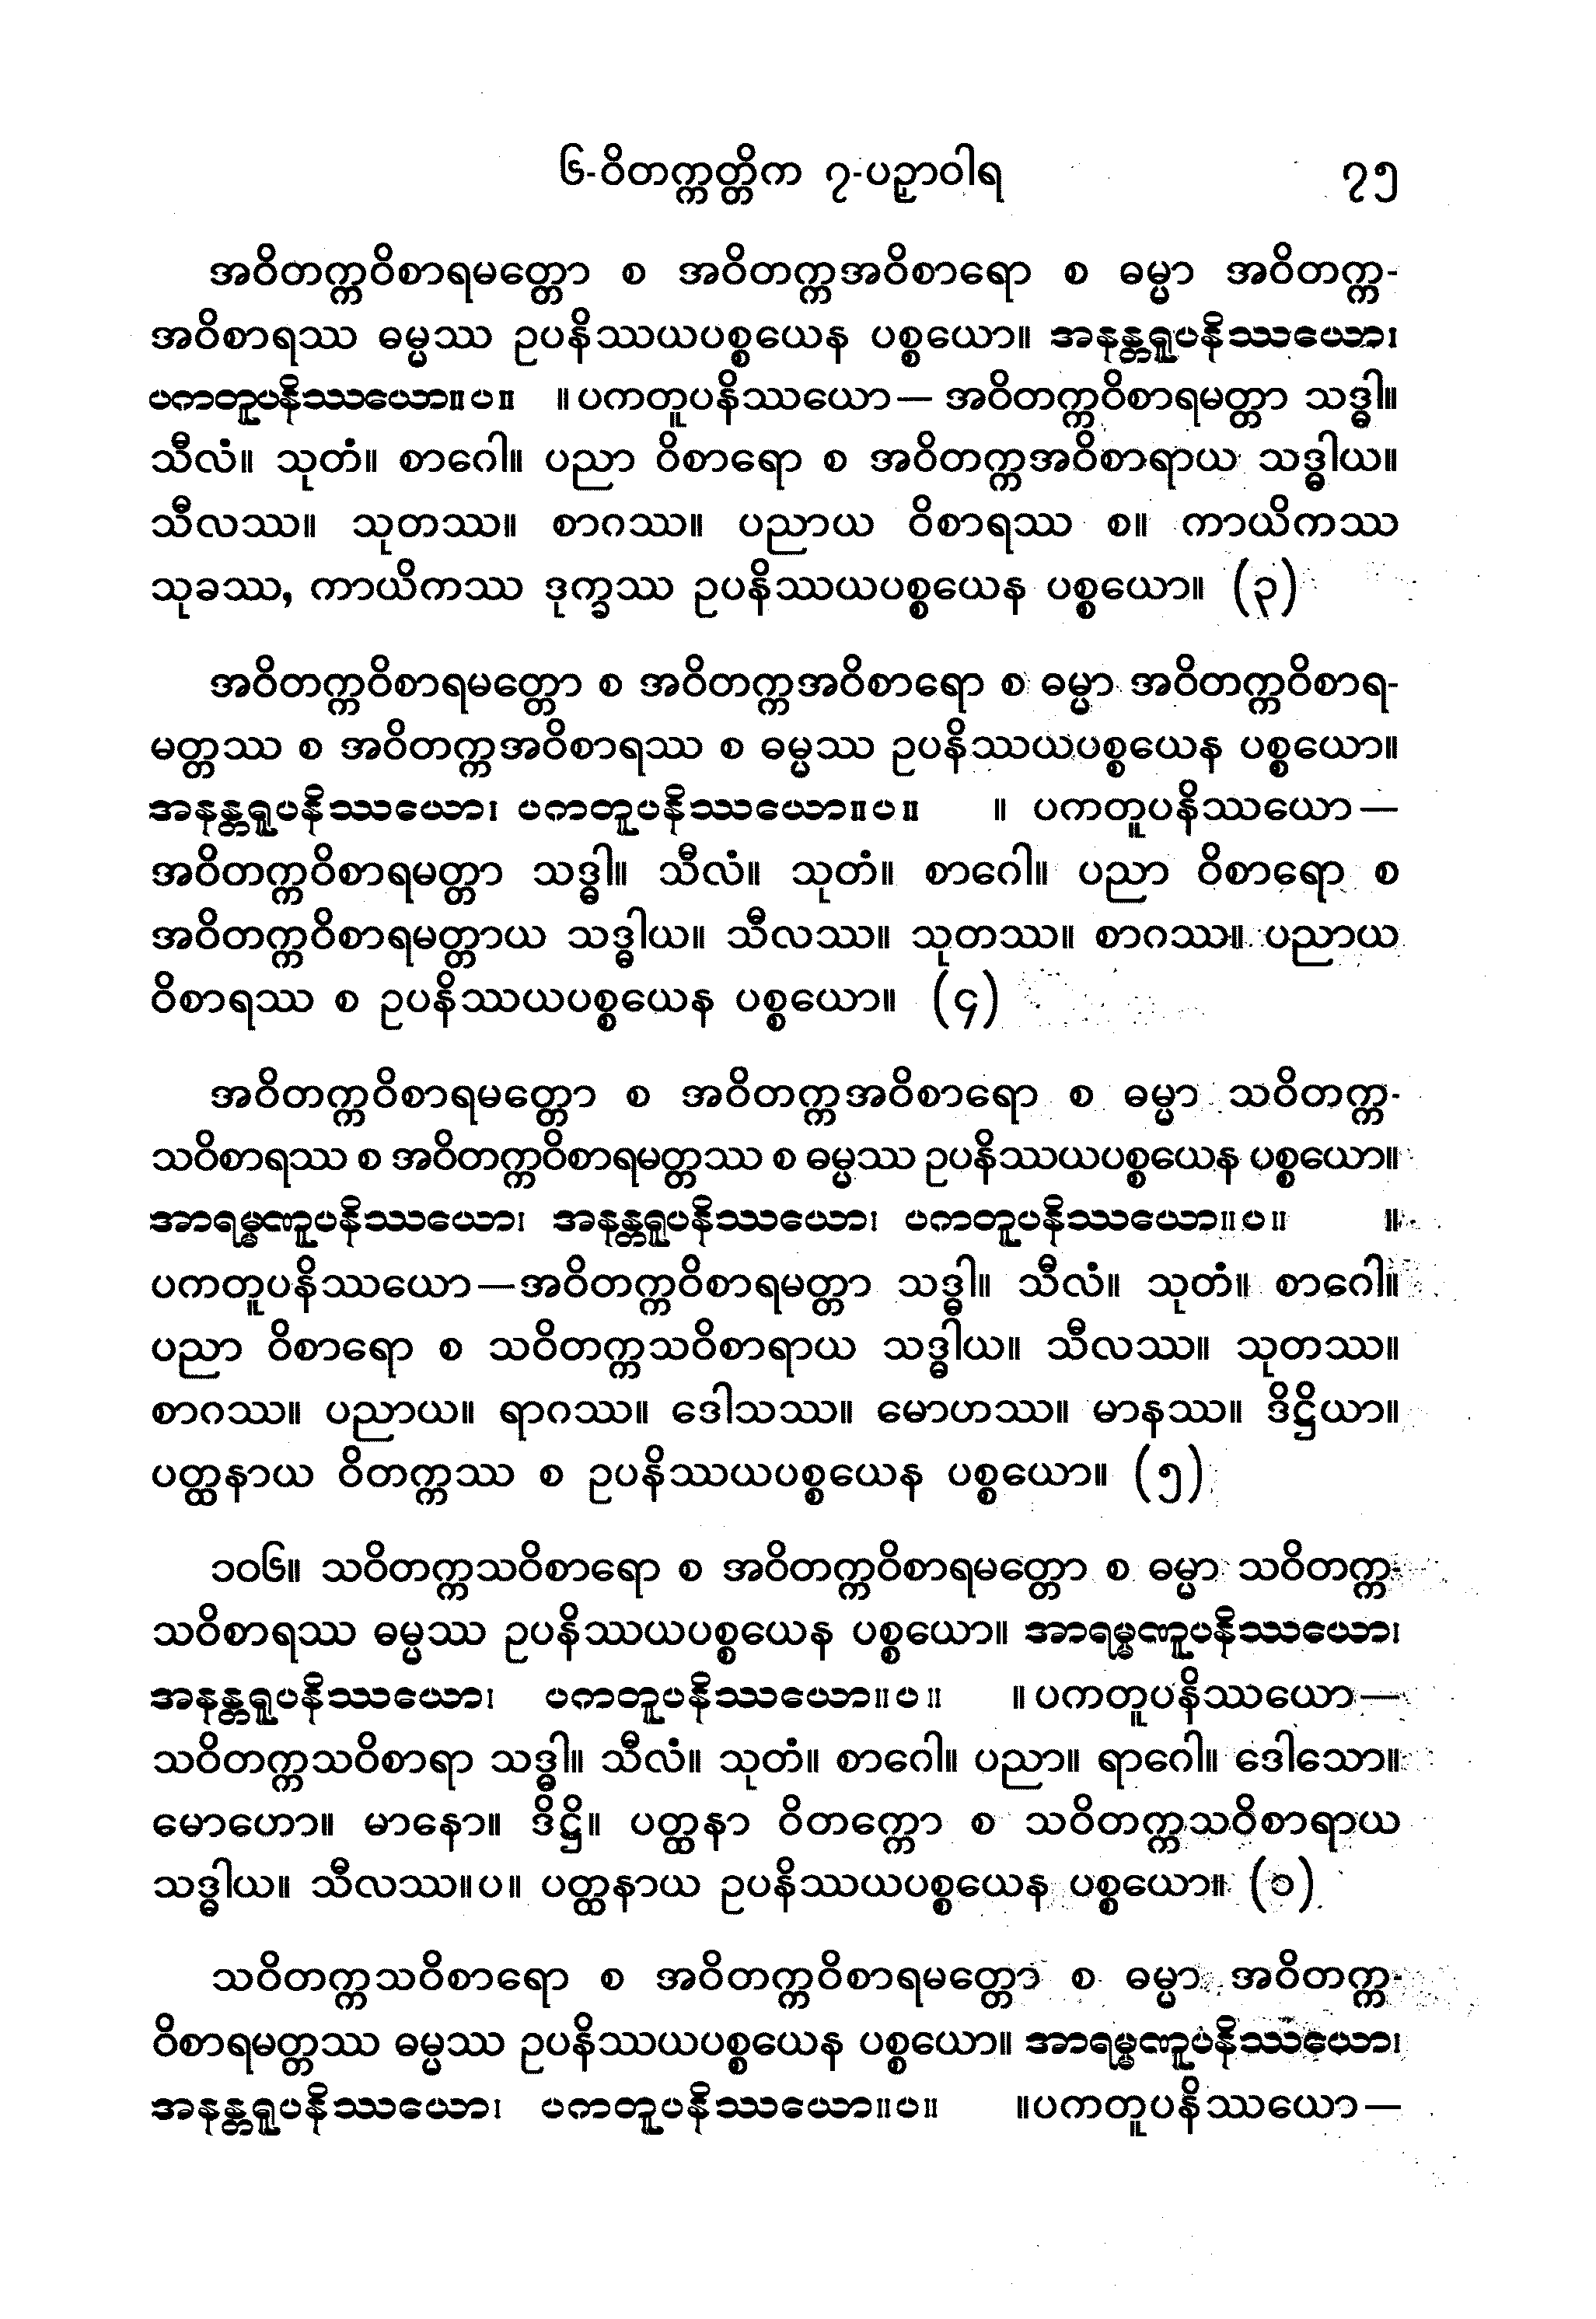 ၆-ဝိတက္ကတ္တိက ၇-ပဉှာဝါရ ၇၅
အဝိတက္ကဝိစာရမတ္တော စ အဝိတက္ကအဝိစာရော စ ဓမ္မာ အဝိတက္က-
အဝိစာရဿ ဓမ္မဿ ဥပနိဿယပစ္စယေန ပစ္စယော။ အနန္တရူပနိဿယော၊
ပကတူပနိဿယော။ပ။ ။ပကတူပနိဿယော— အဝိတက္ကဝိစာရမတ္တာ သဒ္ဓါ။
သီလံ။ သုတံ။ စာဂေါ။ ပညာ ဝိစာရော စ အဝိတက္ကအဝိစာရာယ သဒ္ဓါယ။
သီလဿ။ သုတဿ။ စာဂဿ။ ပညာယ ဝိစာရဿ စ။ ကာယိကဿ
သုခဿ, ကာယိကဿ ဒုက္ခဿ ဥပနိဿယပစ္စယေန ပစ္စယော။ (၃)
အဝိတက္ကဝိစာရမတ္တော စ အဝိတက္ကအဝိစာရော စ ဓမ္မာ အဝိတက္ကဝိစာရ-
မတ္တဿ စ အဝိတက္ကအဝိစာရဿ စ ဓမ္မဿ ဥပနိဿယပစ္စယေန ပစ္စယော။
အနန္တရူပနိဿယော၊ ပကတူပနိဿယော။ပ။ ။ ပကတူပနိဿယော—
အဝိတက္ကဝိစာရမတ္တာ သဒ္ဓါ။ သီလံ။ သုတံ။ စာဂေါ။ ပညာ ဝိစာရော စ
အဝိတက္ကဝိစာရမတ္တာယ သဒ္ဓါယ။ သီလဿ။ သုတဿ။ စာဂဿ။ ပညာယ
ဝိစာရဿ စ ဥပနိဿယပစ္စယေန ပစ္စယော။ (၄)
အဝိတက္ကဝိစာရမတ္တော စ အဝိတက္ကအဝိစာရော စ ဓမ္မာ သဝိတက္က-
သဝိစာရဿ စ အဝိတက္ကဝိစာရမတ္တဿ စ ဓမ္မဿ ဥပနိဿယပစ္စယေန ပစ္စယော။
အာရမ္မဏူပနိဿယော၊ အနန္တရူပနိဿယော၊ ပကတူပနိဿယော။ပ။ ။
ပကတူပနိဿယော—အဝိတက္ကဝိစာရမတ္တာ သဒ္ဓါ။ သီလံ။ သုတံ။ စာဂေါ။
ပညာ ဝိစာရော စ သဝိတက္ကသဝိစာရာယ သဒ္ဓါယ။ သီလဿ။ သုတဿ။
စာဂဿ။ ပညာယ။ ရာဂဿ။ ဒေါသဿ။ မောဟဿ။ မာနဿ။ ဒိဋ္ဌိယာ။
ပတ္ထနာယ ဝိတက္ကဿ စ ဥပနိဿယပစ္စယေန ပစ္စယော။ (၅)
၁၀၆။ သဝိတက္ကသဝိစာရော စ အဝိတက္ကဝိစာရမတ္တော စ ဓမ္မာ သဝိတက္က-
သဝိစာရဿ ဓမ္မဿ ဥပနိဿယပစ္စယေန ပစ္စယော။ အာရမ္မဏူပနိဿယော၊
အနန္တရူပနိဿယော၊ ပကတူပနိဿယော။ပ။ ။ပကတူပနိဿယော—
သဝိတက္ကသဝိစာရာ သဒ္ဓါ။ သီလံ။ သုတံ။ စာဂေါ။ ပညာ။ ရာဂေါ။ ဒေါသော။
မောဟော။ မာနော။ ဒိဋ္ဌိ။ ပတ္ထနာ ဝိတက္ကော စ သဝိတက္ကသဝိစာရာယ
သဒ္ဓါယ။ သီလဿ။ပ။ ပတ္ထနာယ ဥပနိဿယပစ္စယေန ပစ္စယော။ (၁)
သဝိတက္ကသဝိစာရော စ အဝိတက္ကဝိစာရမတ္တော စ ဓမ္မာ အဝိတက္က-
ဝိစာရမတ္တဿ ဓမ္မဿ ဥပနိဿယပစ္စယေန ပစ္စယော။ အာရမ္မဏူပနိဿယော၊
အနန္တရူပနိဿယော၊ ပကတူပနိဿယော။ပ။ ။ပကတူပနိဿယော—